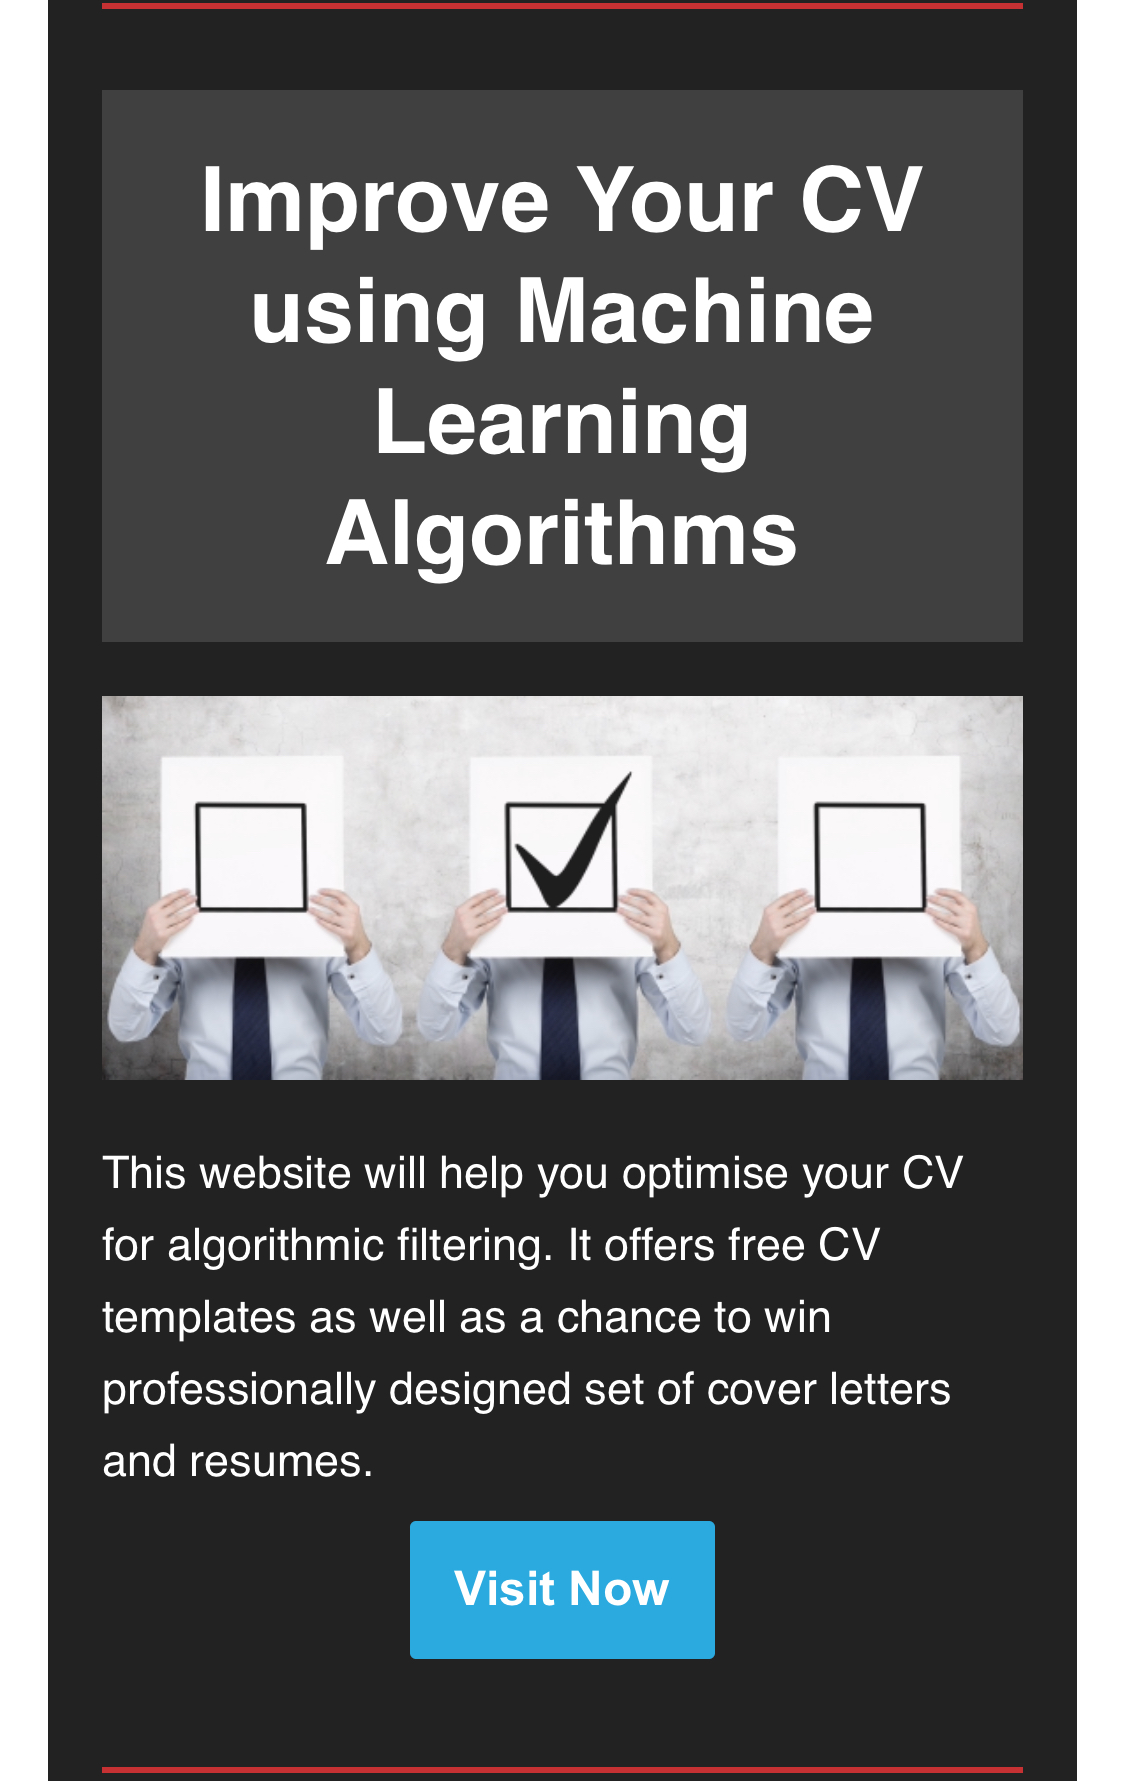 Improve Your CV
using Machine
Learning
Algorithms
This website will help you optimise your CV
for algorithmic filtering. It offers free CV
templates as well as a chance to win
professionally designed set of cover letters
and resumes.
Visit Now